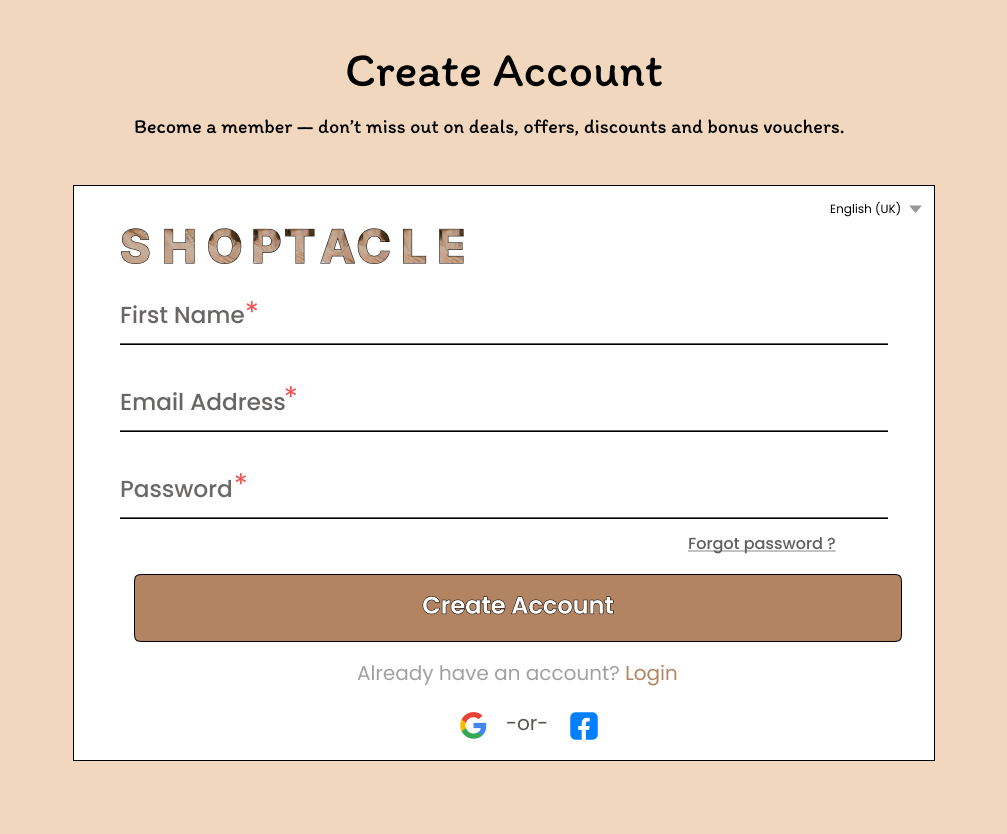 Create Account
Become a member — don't miss out on deals, offers, discounts and bonus vouchers.
English (UK)
SHOPTACLE
First Name*
Email Address*
Password*
Forgot password ?
Create Account
Already have an account? Login
-or-